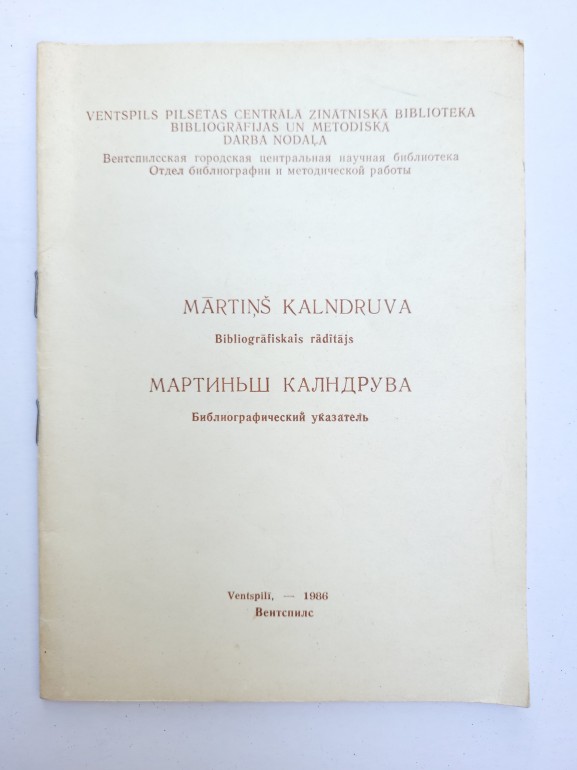 VENTSPILS PILSĒTAS CENTRĀLĀ ZINĀTNISKĀ BIBLIOTĒKA
BIBLIOGRĀFIJAS UN METODISKĀ
DARBA NODAĻA
Вентспилсская городская центральная научная библиотека
Отдел библиографии и методической работы
MĀRTIŅŠ KALNDRUVA
Bibliogrāfiskais rādītājs
МАРТИНЬШ КАЛНДРУВА
Библиографический указатель
Ventspilī, — 1986
Вентспилс